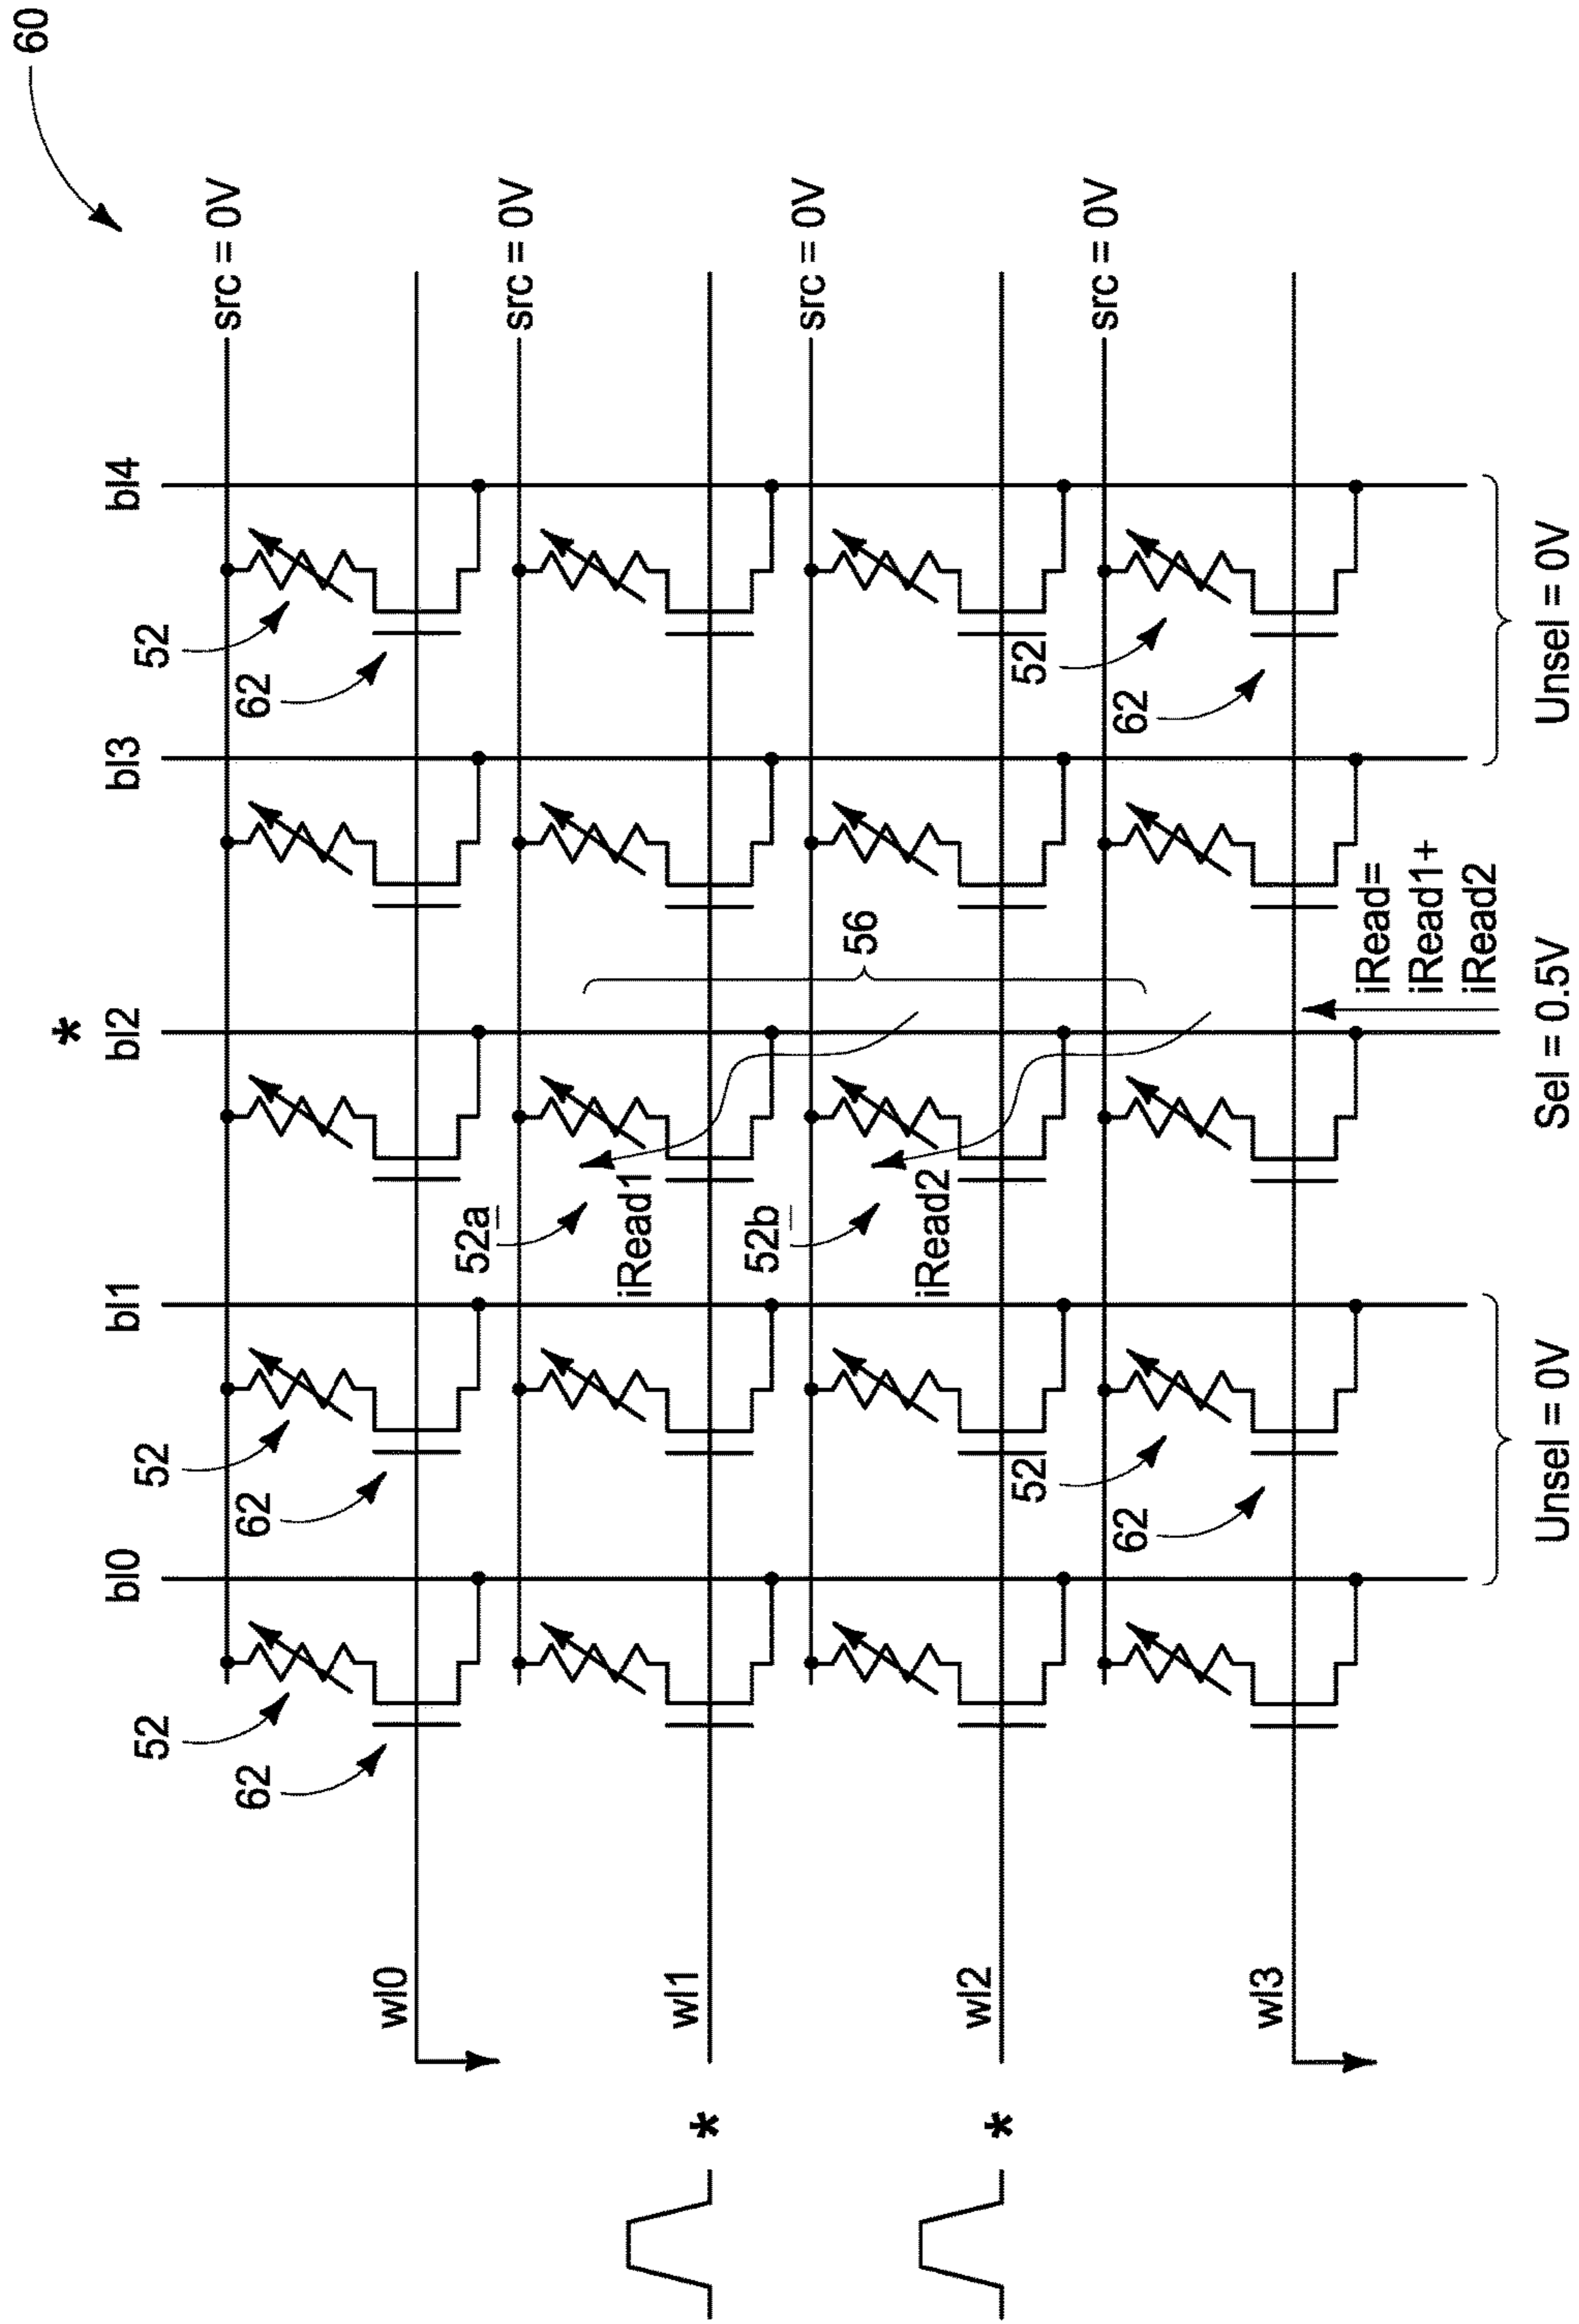 60
*
bl0 bl1 bl2 bl3 bl4
52 52 52
src = 0V
62 62 62
wl0
52a
src = 0V
iRead1
* wl1
52b
src = 0V
56
iRead2
* wl2
52 52
src = 0V
62 62
wl3
iRead=
iRead1+
iRead2
Unsel = 0V Sel = 0.5V Unsel = 0V